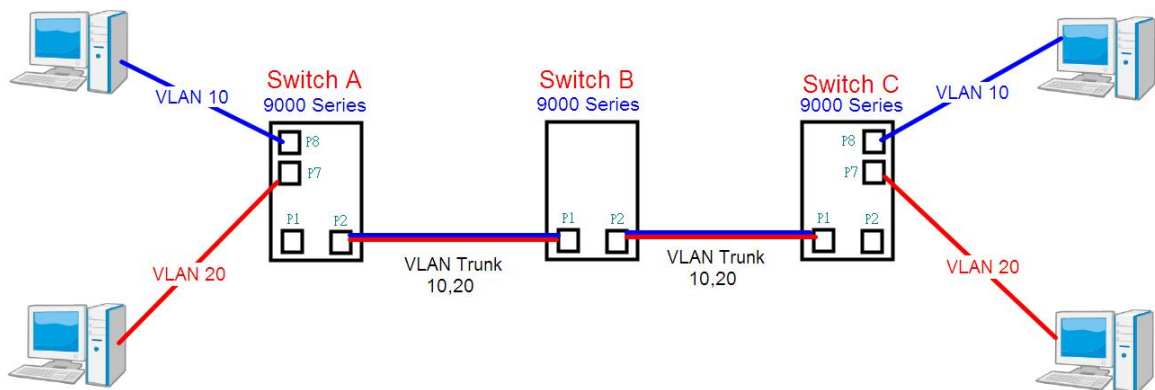 Switch A
9000 Series
Switch B
9000 Series
Switch C
9000 Series
VLAN 10
VLAN 10
P8
P7
P1
P2
P1
P2
P8
P7
P1
P2
VLAN 20
VLAN Trunk
10,20
VLAN Trunk
10,20
VLAN 20